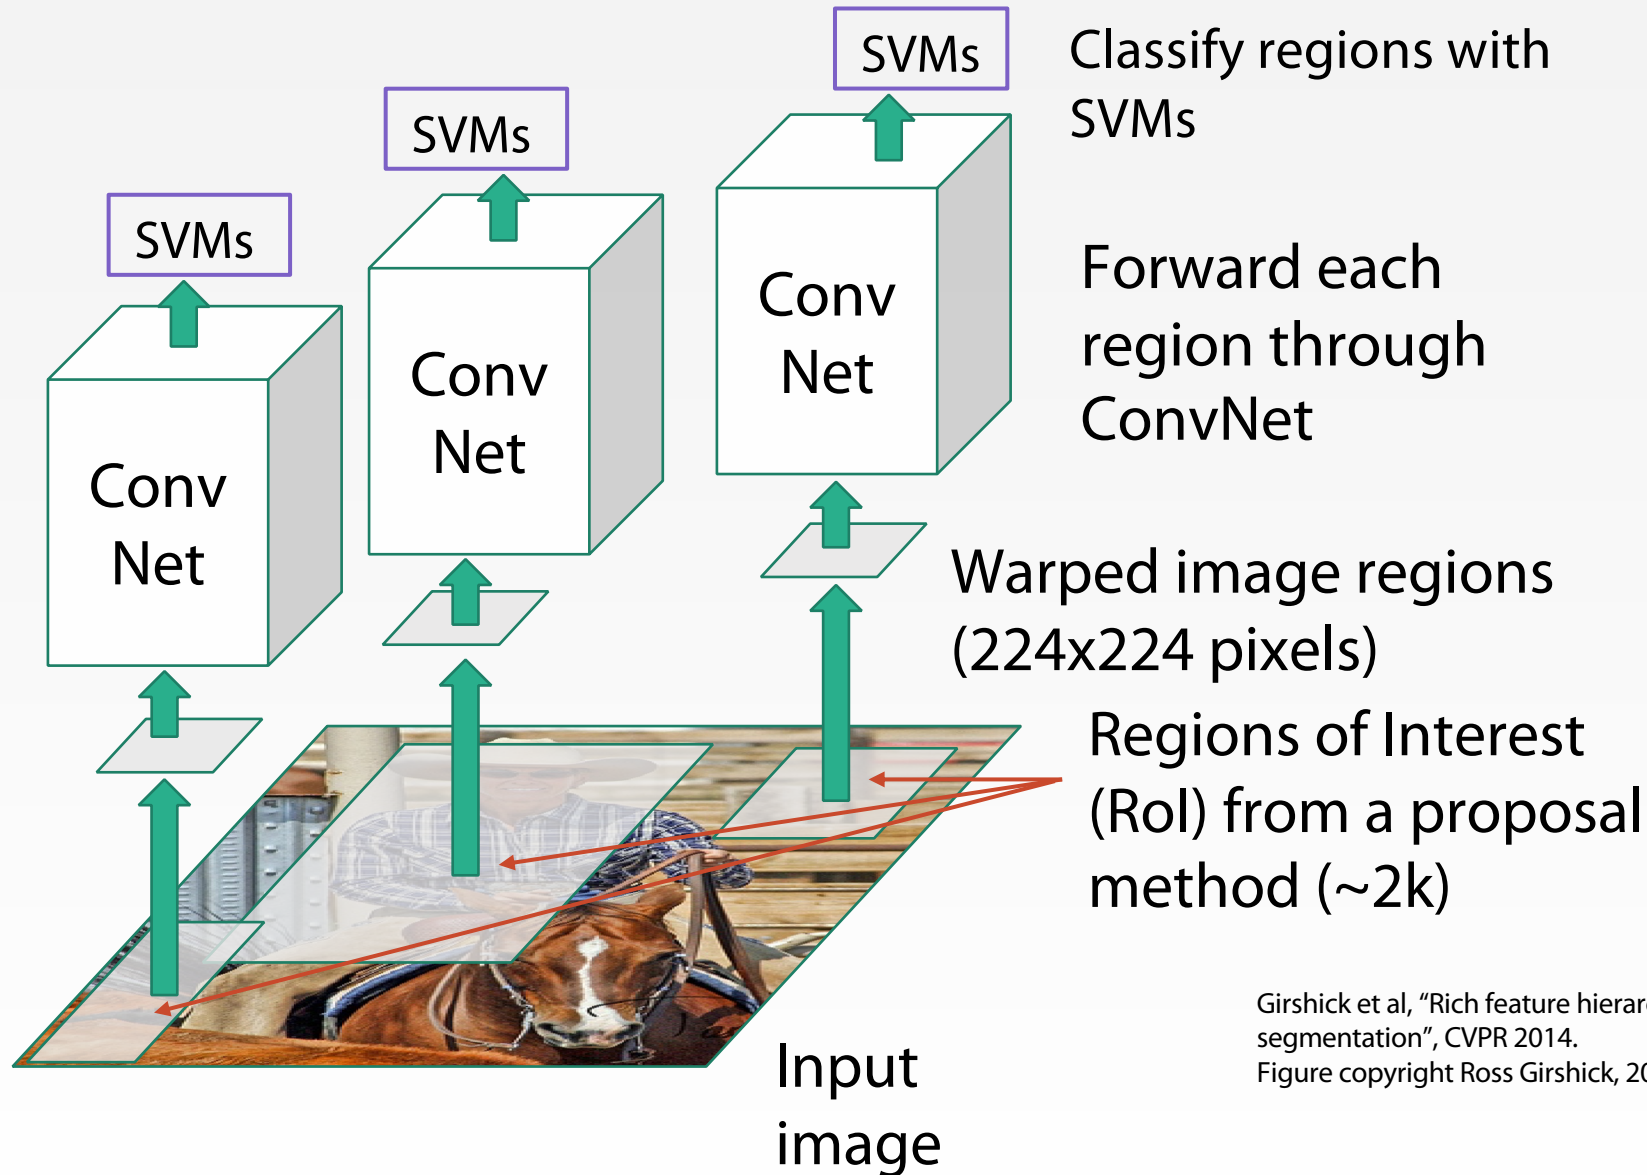 SVMs
Classify regions with
SVMs
SVMs
SVMs
Conv
Net
Forward each
region through
ConvNet
Conv
Net
Conv
Net
Warped image regions
(224x224 pixels)
Regions of Interest
(RoI) from a proposal
method (~2k)
Input
image
Girshick et al, “Rich feature
segmentation”, CVPR 2014.
Figure copyright Ross Girshick,